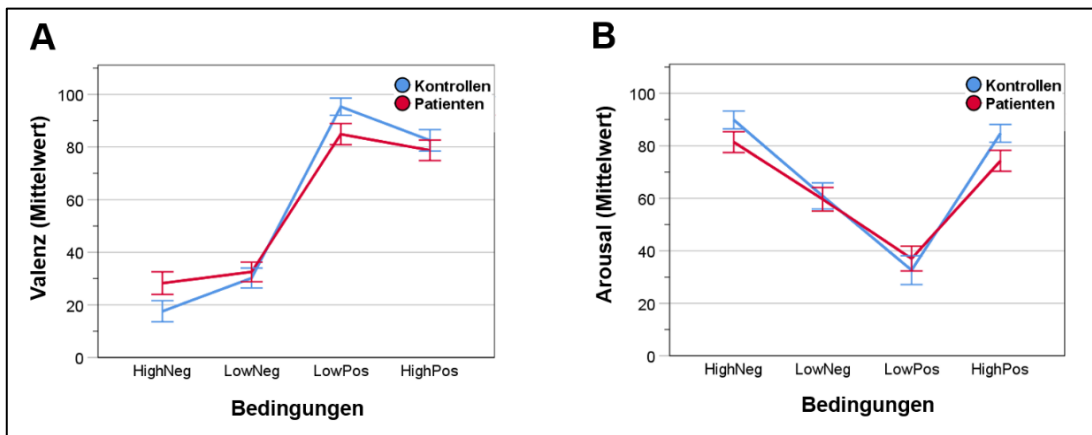 A
Valenz (Mittelwert)
100
80
60
40
20
0
Kontrollen
Patienten
HighNeg LowNeg LowPos HighPos
Bedingungen
B
Arousal (Mittelwert)
100
80
60
40
20
0
Kontrollen
Patienten
HighNeg LowNeg LowPos HighPos
Bedingungen